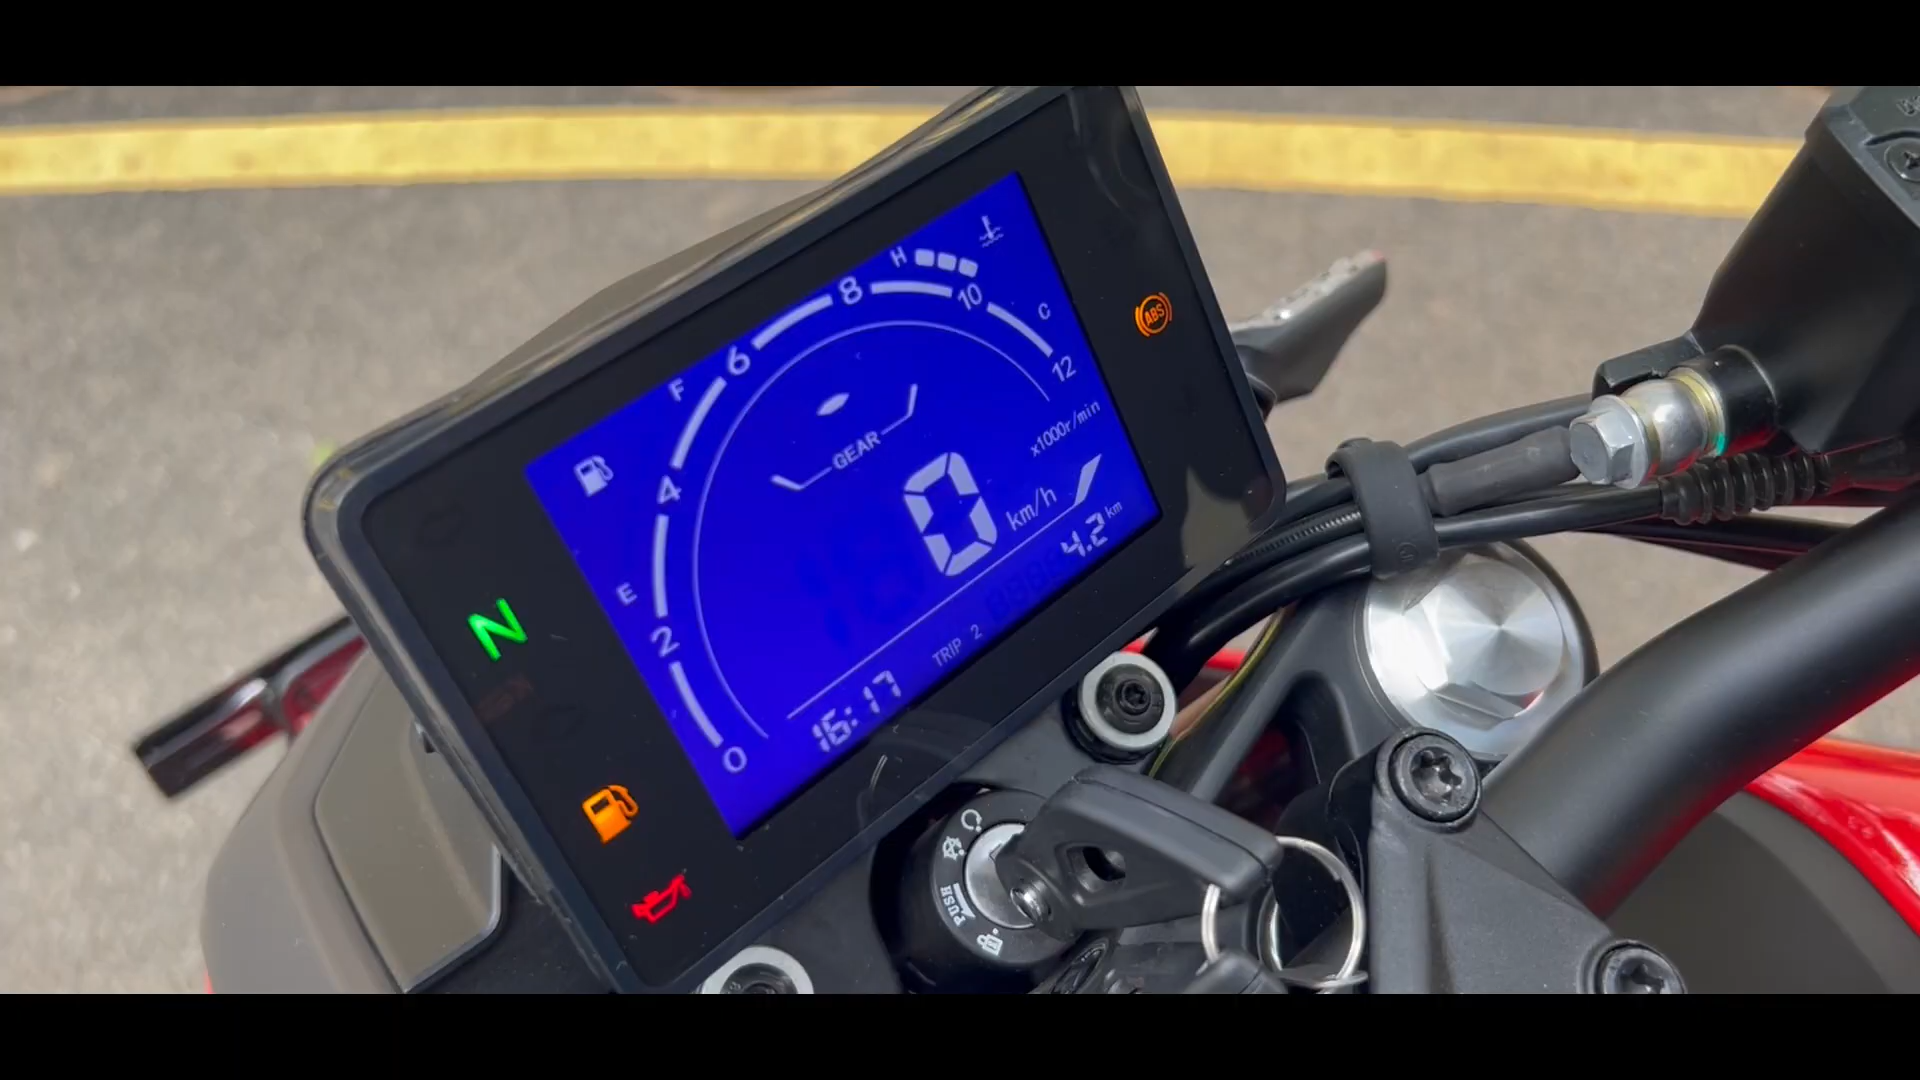 H
8
10
C
6
12
F
x1000r/min
GEAR
4
0
km/h
4.2 km
E
2
TRIP 2
16:17
0
N
ABS
PUSH